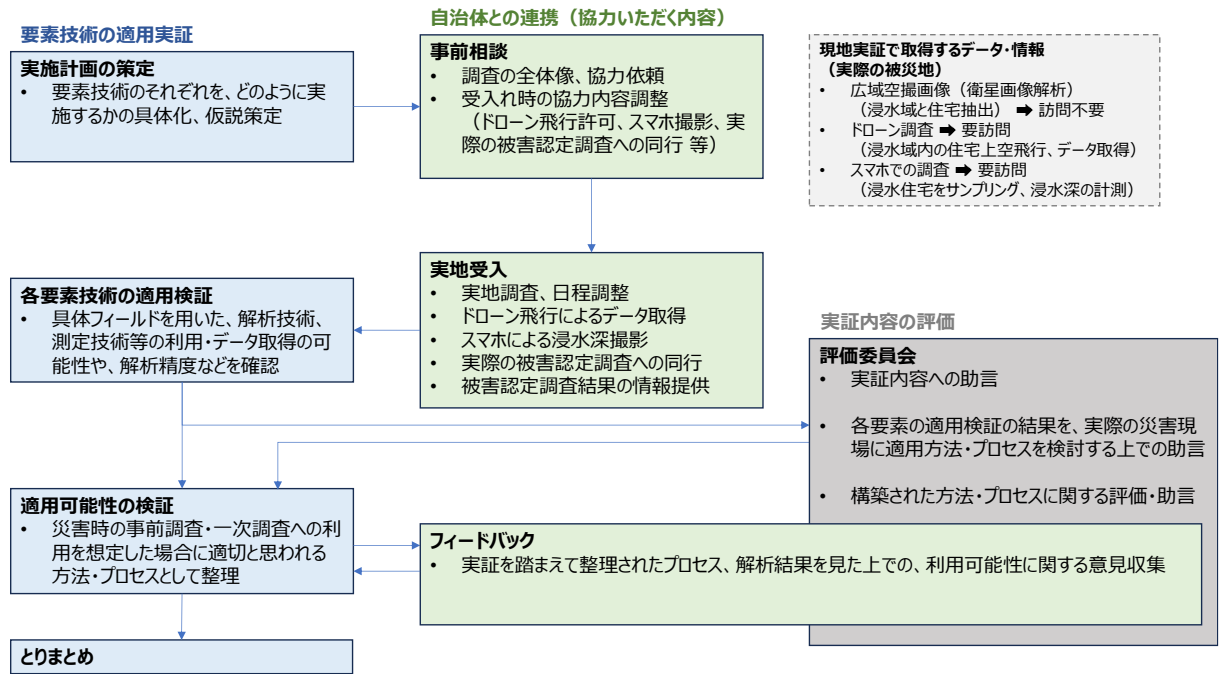 要素技術の適用実証
実施計画の策定
• 要素技術のそれぞれを、どのように実
施するかの具体化、仮説策定
自治体との連携（協力いただく内容）
事前相談
• 調査の全体像、協力依頼
• 受入れ時の協力内容調整
（ドローン飛行許可、スマホ撮影、実
際の被害認定調査への同行 等）
現地実証で取得するデータ・情報
（実際の被災地）
• 広域空撮画像（衛星画像解析）
（浸水域と住宅抽出）➡ 訪問不要
• ドローン調査 ➡ 要訪問
（浸水域内の住宅上空飛行、データ取得）
• スマホでの調査 ➡ 要訪問
（浸水住宅をサンプリング、浸水深の計測）
実地受入
• 実地調査、日程調整
• ドローン飛行によるデータ取得
• スマホによる浸水深撮影
• 実際の被害認定調査への同行
• 被害認定調査結果の情報提供
各要素技術の適用検証
• 具体フィールドを用いた、解析技術、
測定技術等の利用・データ取得の可
能性や、解析精度などを確認
実証内容の評価
評価委員会
• 実証内容への助言
• 各要素の適用検証の結果を、実際の災害現
場に適用方法・プロセスを検討する上での助言
• 構築された方法・プロセスに関する評価・助言
適用可能性の検証
• 災害時の事前調査・一次調査への利
用を想定した場合に適切と思われる
方法・プロセスとして整理
フィードバック
• 実証を踏まえて整理されたプロセス、解析結果を見た上での、利用可能性に関する意見収集
とりまとめ